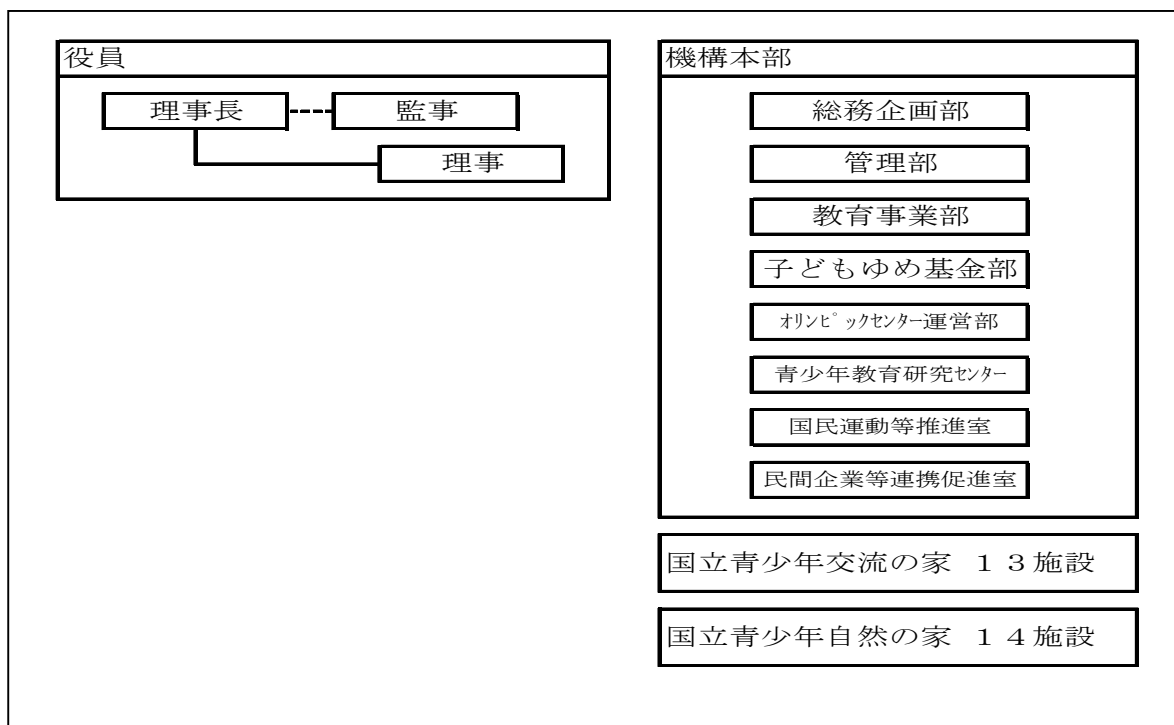 役員
理事長
監事
理事
機構本部
総務企画部
管理部
教育事業部
子どもゆめ基金部
ｵﾘﾝﾋﾟｯｸｾﾝﾀｰ運営部
青少年教育研究ｾﾝﾀｰ
国民運動等推進室
民間企業等連携促進室
国立青少年交流の家　１３施設
国立青少年自然の家　１４施設